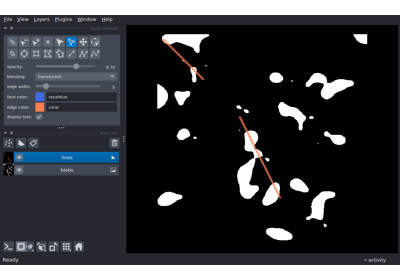 File View Layers Plugins Window Help
opacity: 0.70
blending: translucent
edge width: 5
face color: royalblue
edge color: coral
display text:
lines
blobs
Ready activity